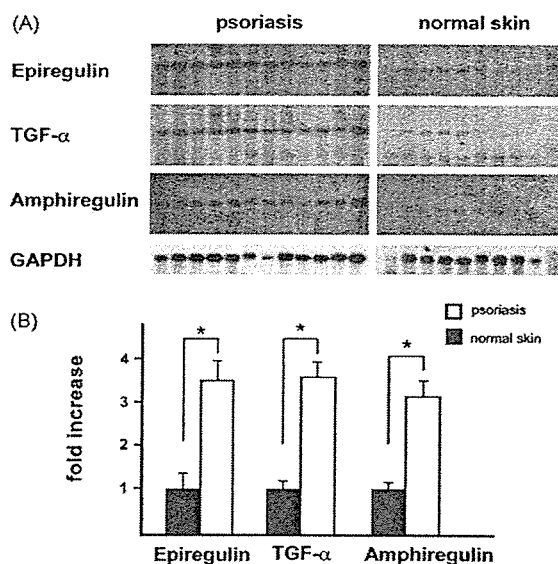 (A)
psoriasis
normal skin
Epiregulin
TGF-α
Amphiregulin
GAPDH
(B)
psoriasis
normal skin
fold increase
4
3
2
1
*
*
*
Epiregulin
TGF-α
Amphiregulin